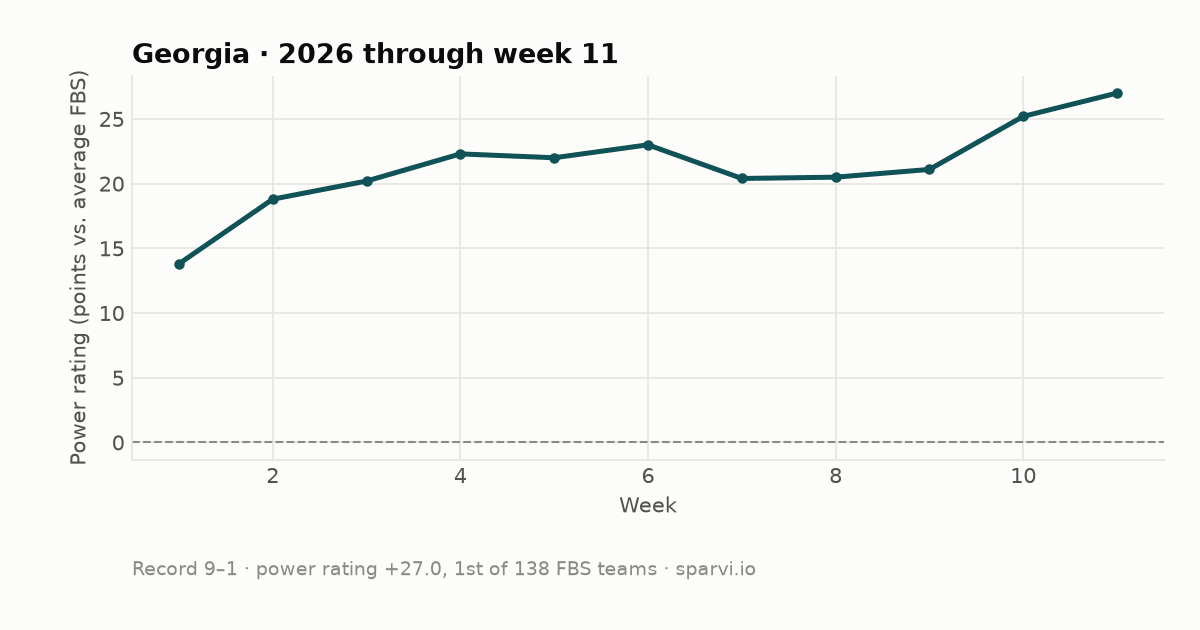 Georgia · 2026 through week 11
Power rating (points vs. average FBS)
25
20
15
10
5
0
2 4 6 8 10
Week
Record 9–1 · power rating +27.0, 1st of 138 FBS teams · sparvi.io